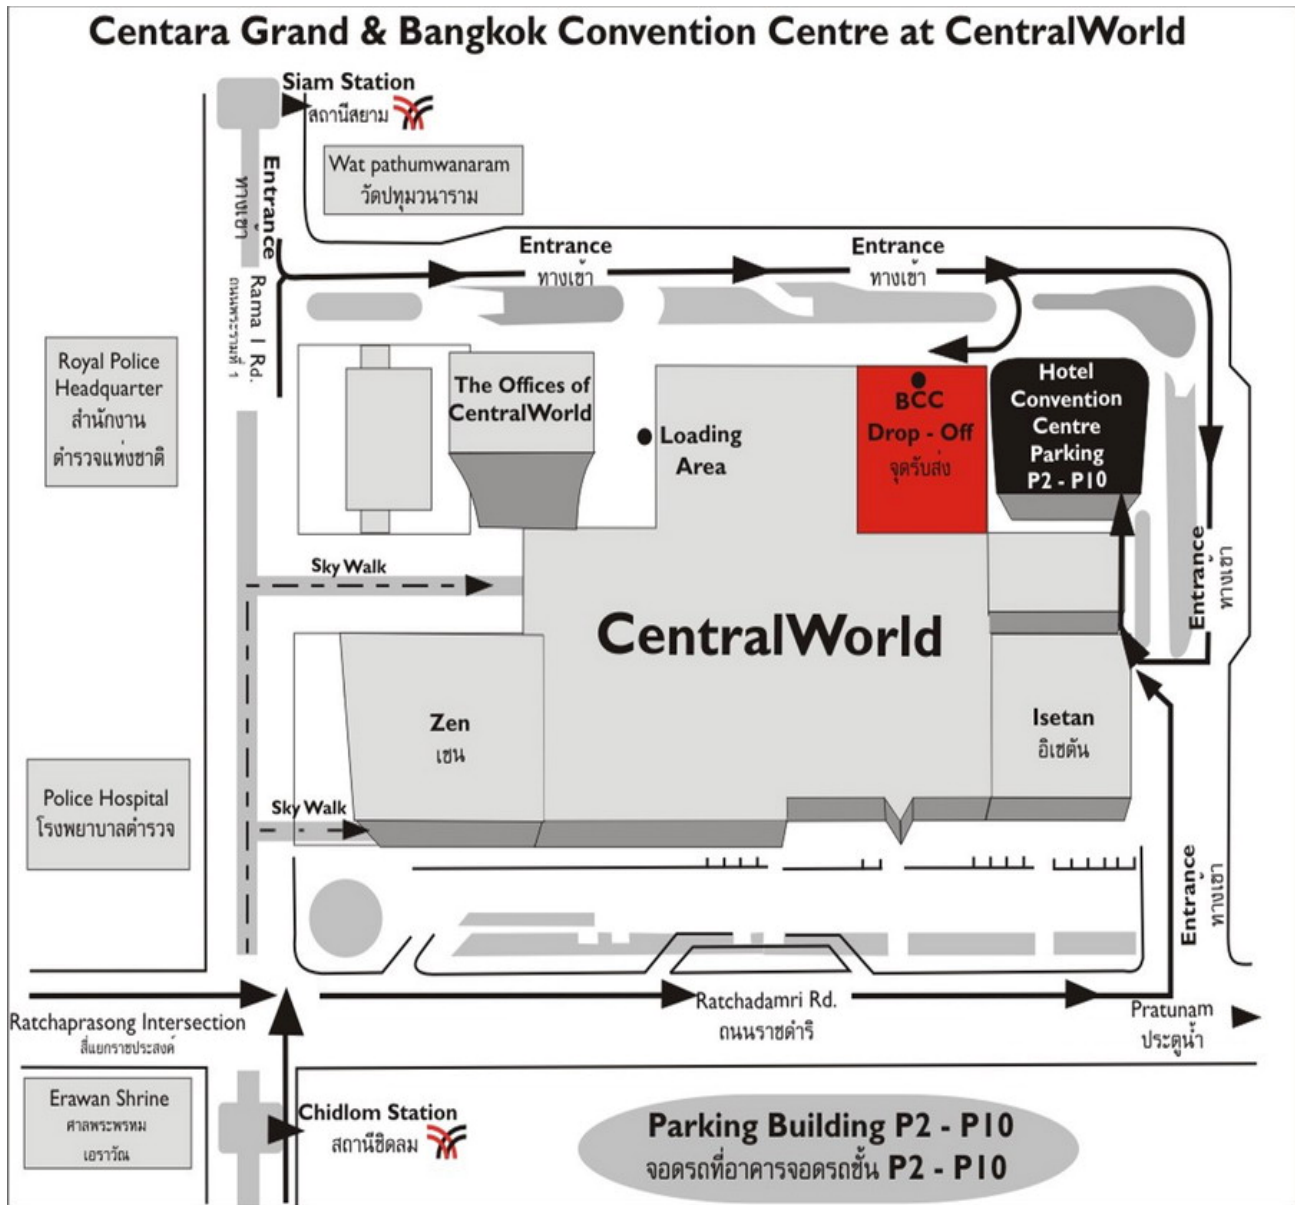 Centara Grand & Bangkok Convention Centre at CentralWorld
Siam Station
สถานีสยาม
Wat pathumwanaram
วัดปทุมวนาราม
Entrance
ทางเข้า
Entrance
ทางเข้า
Entrance
ทางเข้า
Rama I Rd.
ถนนพระรามที่ 1
Royal Police
Headquarter
สำนักงาน
ตำรวจแห่งชาติ
The Offices of
CentralWorld
Loading
Area
BCC
Drop - Off
จุดรับส่ง
Hotel
Convention
Centre
Parking
P2 - P10
Sky Walk
Entrance
ทางเข้า
CentralWorld
Zen
เซน
Isetan
อิเซตัน
Police Hospital
โรงพยาบาลตำรวจ
Sky Walk
Entrance
ทางเข้า
Ratchaprasong Intersection
สี่แยกราชประสงค์
Ratchadamri Rd.
ถนนราชดำริ
Pratunam
ประตูน้ำ
Erawan Shrine
ศาลพระพรหม
เอราวัณ
Chidlom Station
สถานีชิดลม
Parking Building P2 - P10
จอดรถที่อาคารจอดรถชั้น P2 - P10